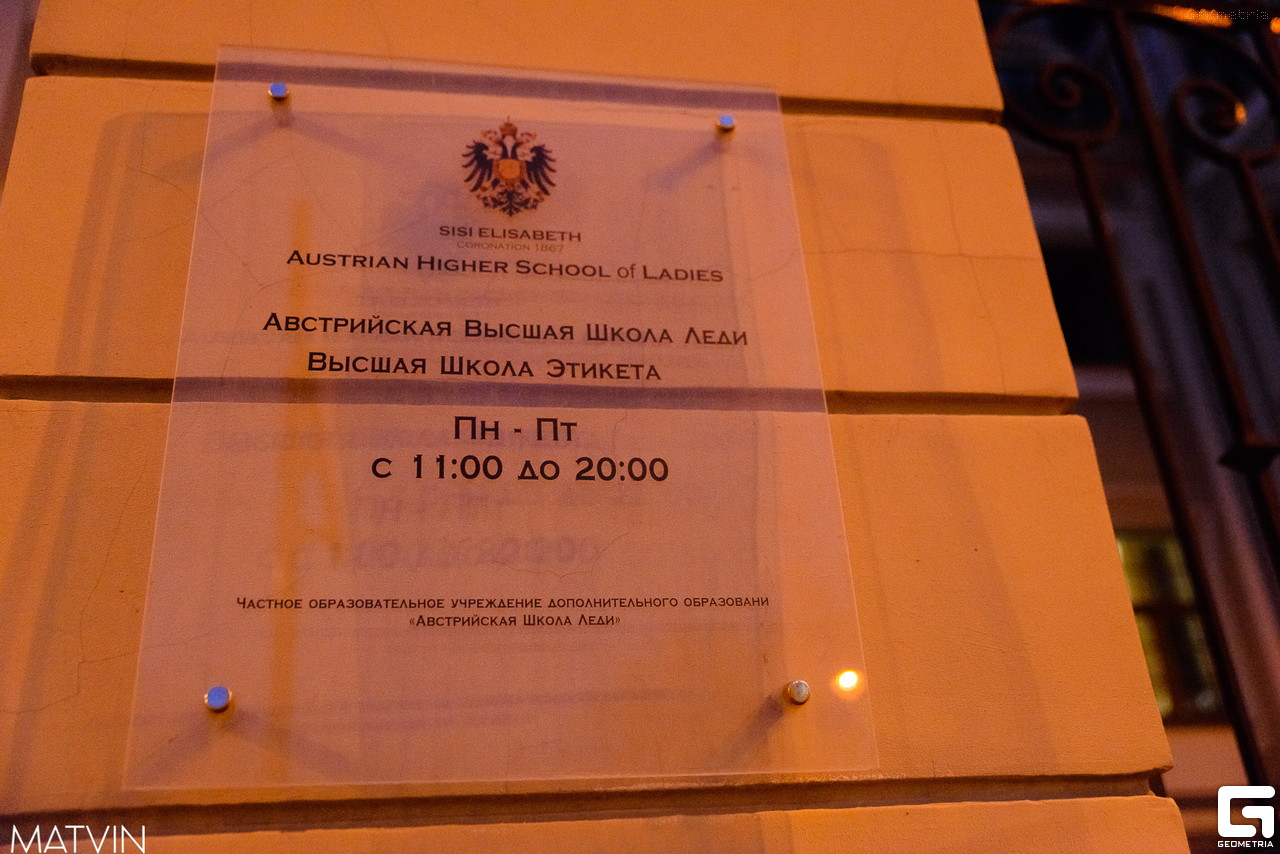 SISI ELISABETH
CORONATION 1867
AUSTRIAN HIGHER SCHOOL of LADIES
АВСТРИЙСКАЯ ВЫСШАЯ ШКОЛА ЛЕДИ
ВЫСШАЯ ШКОЛА ЭТИКЕТА
ПН - ПТ
С 11:00 ДО 20:00
ЧАСТНОЕ ОБРАЗОВАТЕЛЬНОЕ УЧРЕЖДЕНИЕ ДОПОЛНИТЕЛЬНОГО ОБРАЗОВАНИ
«АВСТРИЙСКАЯ ШКОЛА ЛЕДИ»
MATVIN
GEOMETRIA